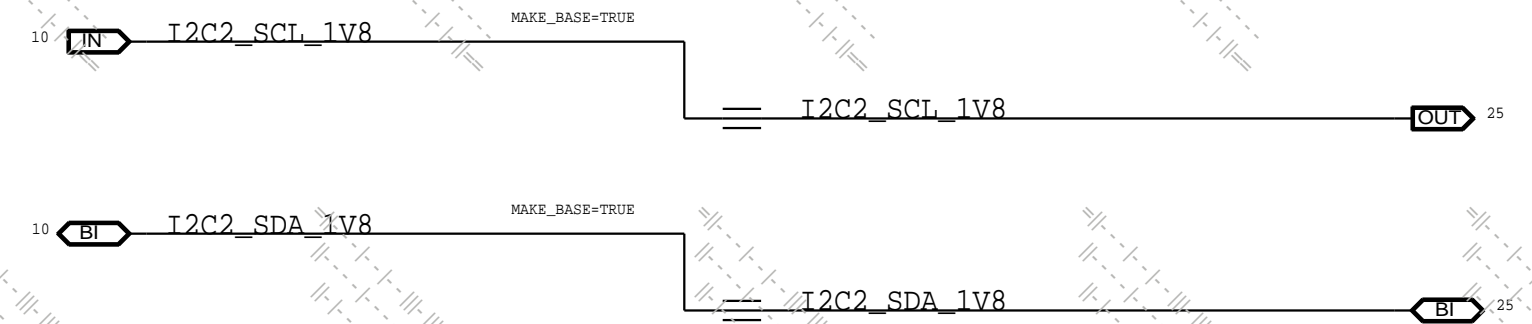 MAKE_BASE=TRUE
10 IN I2C2_SCL_1V8
I2C2_SCL_1V8 OUT 25
MAKE_BASE=TRUE
10 BI I2C2_SDA_1V8
I2C2_SDA_1V8 BI 25